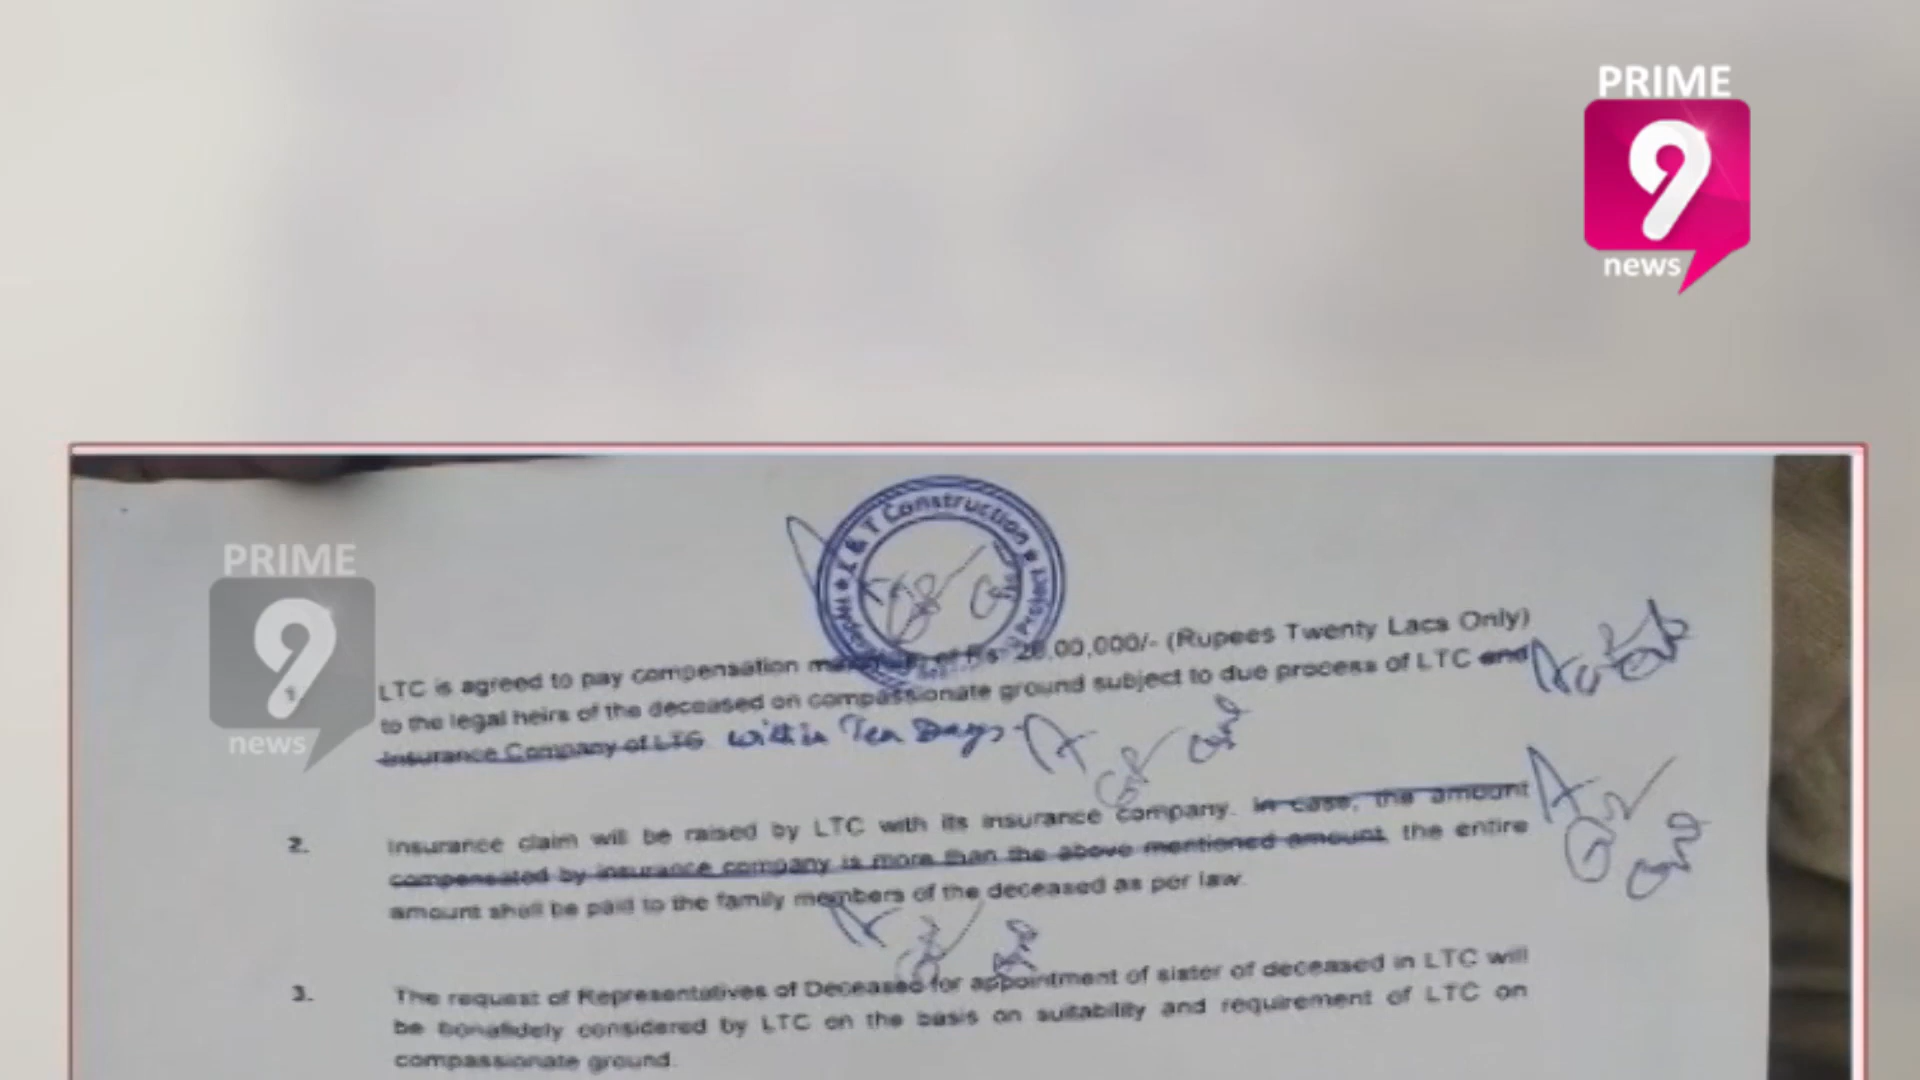 PRIME
9
news
L & T Construction
PRIME
9
news
LTC is agreed to pay compensation of Rs 20,00,000/- (Rupees Twenty Lacs Only)
to the legal heirs of the deceased on compassionate ground subject to due process of LTC and
Insurance Company of LTC within Ten Days
2. Insurance claim will be raised by LTC with its insurance company. In case, the amount
compensated by insurance company is more than the above mentioned amount, the entire
amount shall be paid to the family members of the deceased as per law.
3. The request of Representatives of Deceased for appointment of sister of deceased in LTC will
be bonafidely considered by LTC on the basis on suitability and requirement of LTC on
compassionate ground.